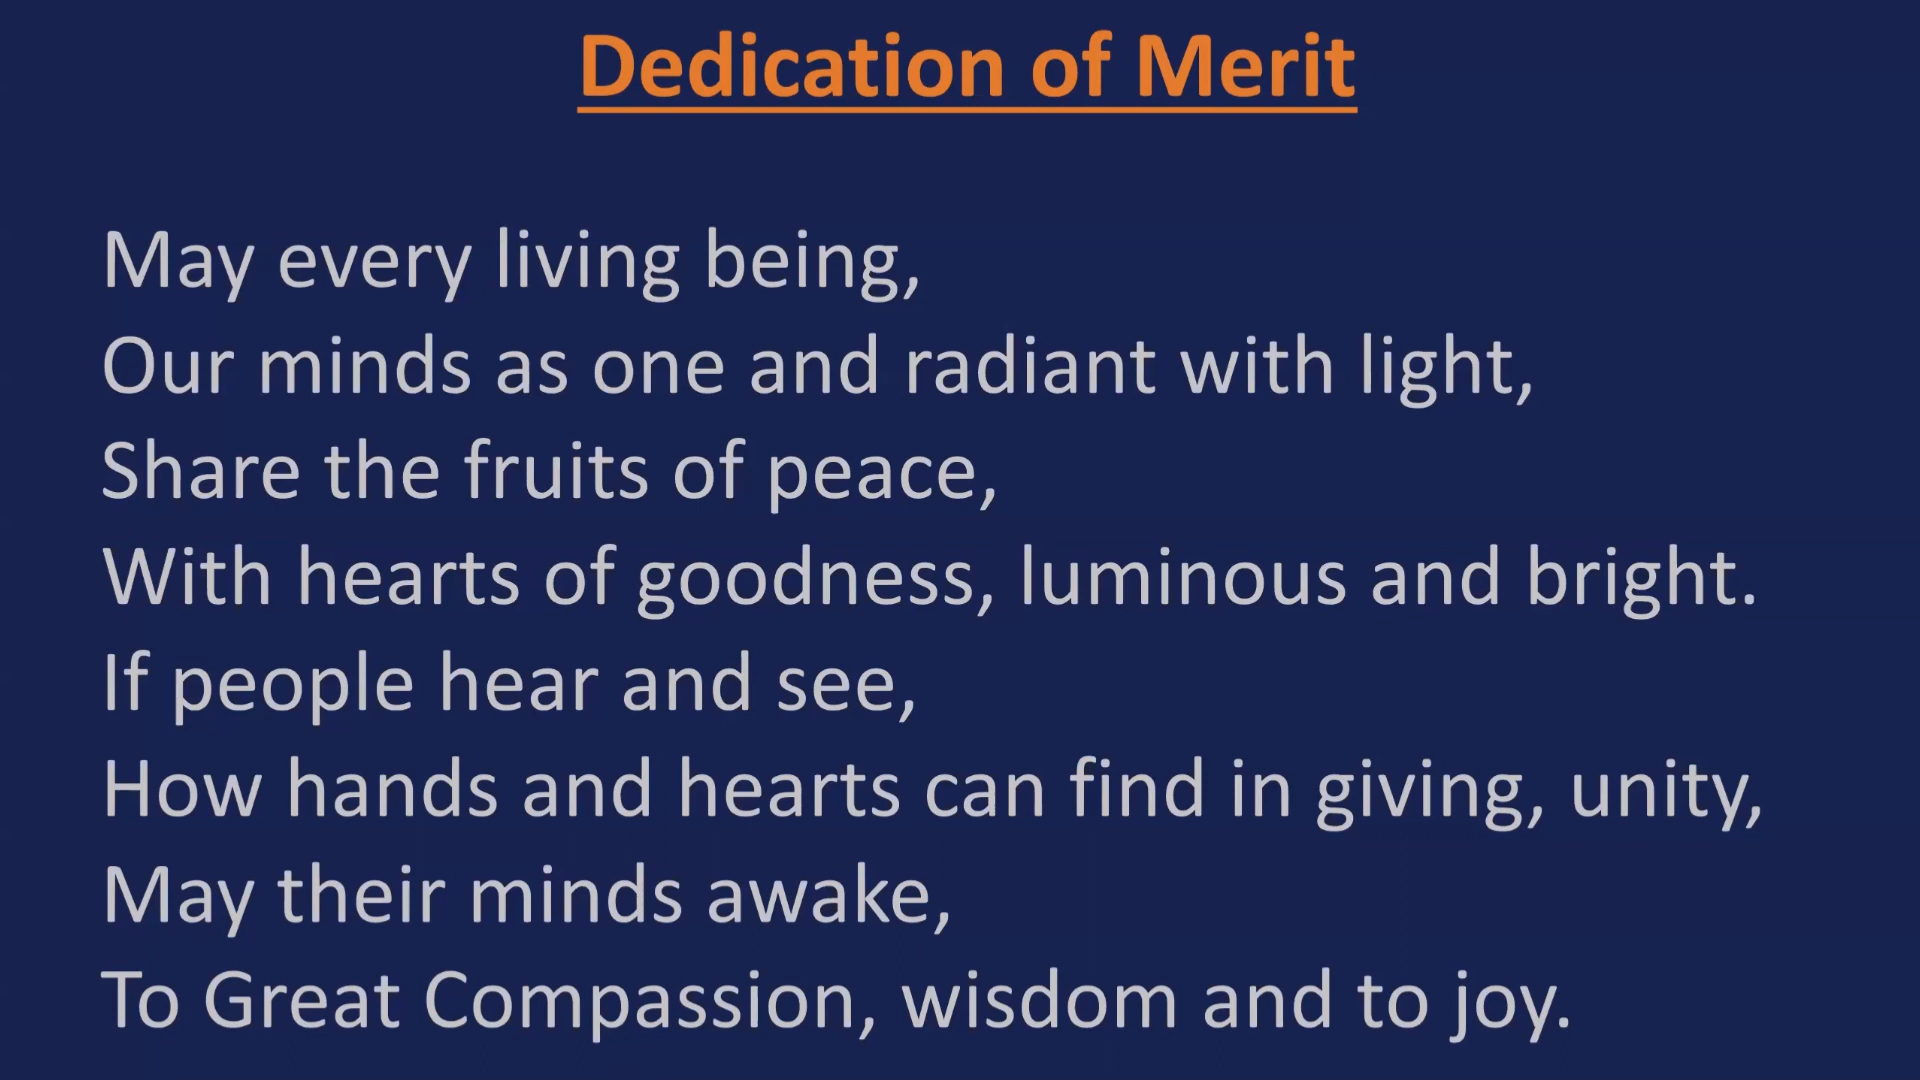 Dedication of Merit
May every living being,
Our minds as one and radiant with light,
Share the fruits of peace,
With hearts of goodness, luminous and bright.
If people hear and see,
How hands and hearts can find in giving, unity,
May their minds awake,
To Great Compassion, wisdom and to joy.